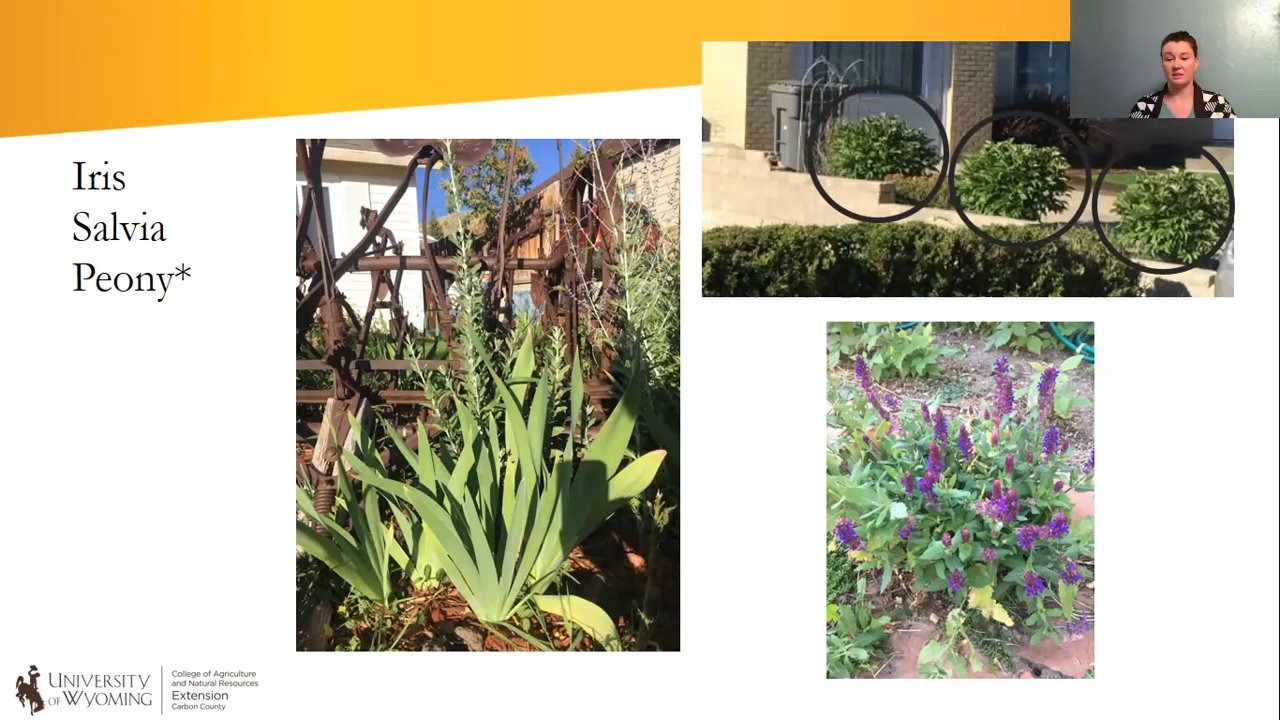 Iris
Salvia
Peony*
UNIVERSITY
OF WYOMING
College of Agriculture
and Natural Resources
Extension
Carbon County